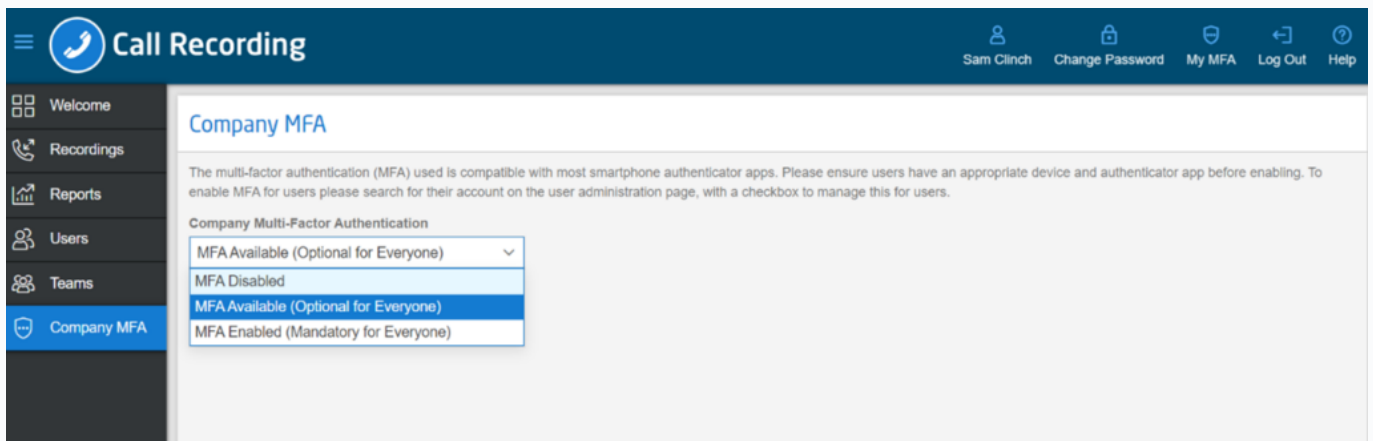 Call Recording
Sam Clinch
Change Password
My MFA
Log Out
Help
Welcome
Recordings
Reports
Users
Teams
Company MFA
Company MFA
The multi-factor authentication (MFA) used is compatible with most smartphone authenticator apps. Please ensure users have an appropriate device and authenticator app before enabling. To
enable MFA for users please search for their account on the user administration page, with a checkbox to manage this for users.
Company Multi-Factor Authentication
MFA Available (Optional for Everyone)
MFA Disabled
MFA Available (Optional for Everyone)
MFA Enabled (Mandatory for Everyone)